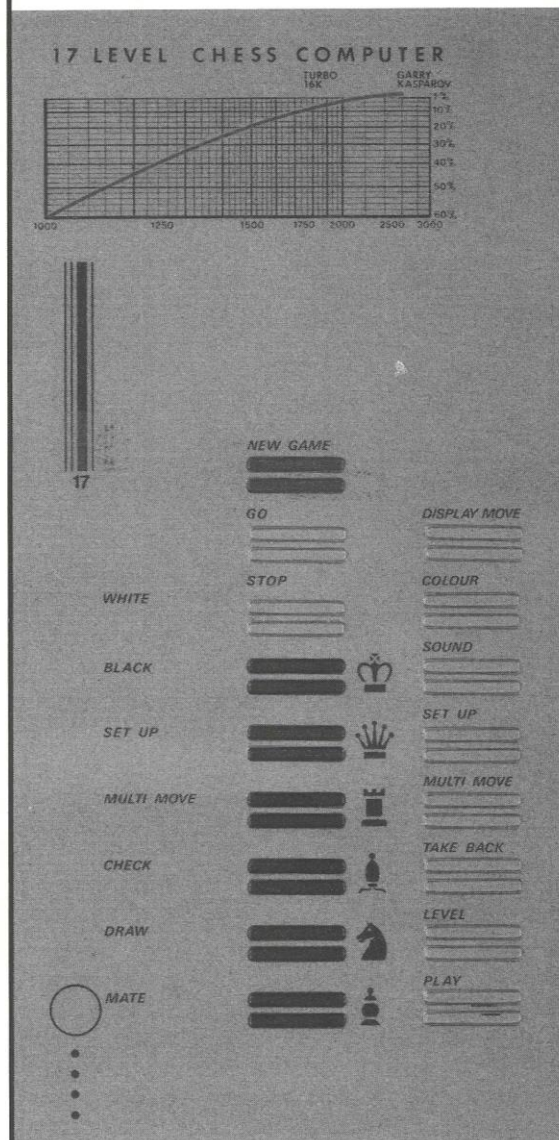 17 LEVEL CHESS COMPUTER
TURBO 16K
GARRY KASPAROV
1%
10%
20%
30%
40%
50%
60%
1000 1250 1500 1750 2000 2500 3000
17
NEW GAME
GO DISPLAY MOVE
WHITE STOP COLOUR
BLACK SOUND
SET UP SET UP
MULTI MOVE MULTI MOVE
CHECK TAKE BACK
DRAW LEVEL
MATE PLAY